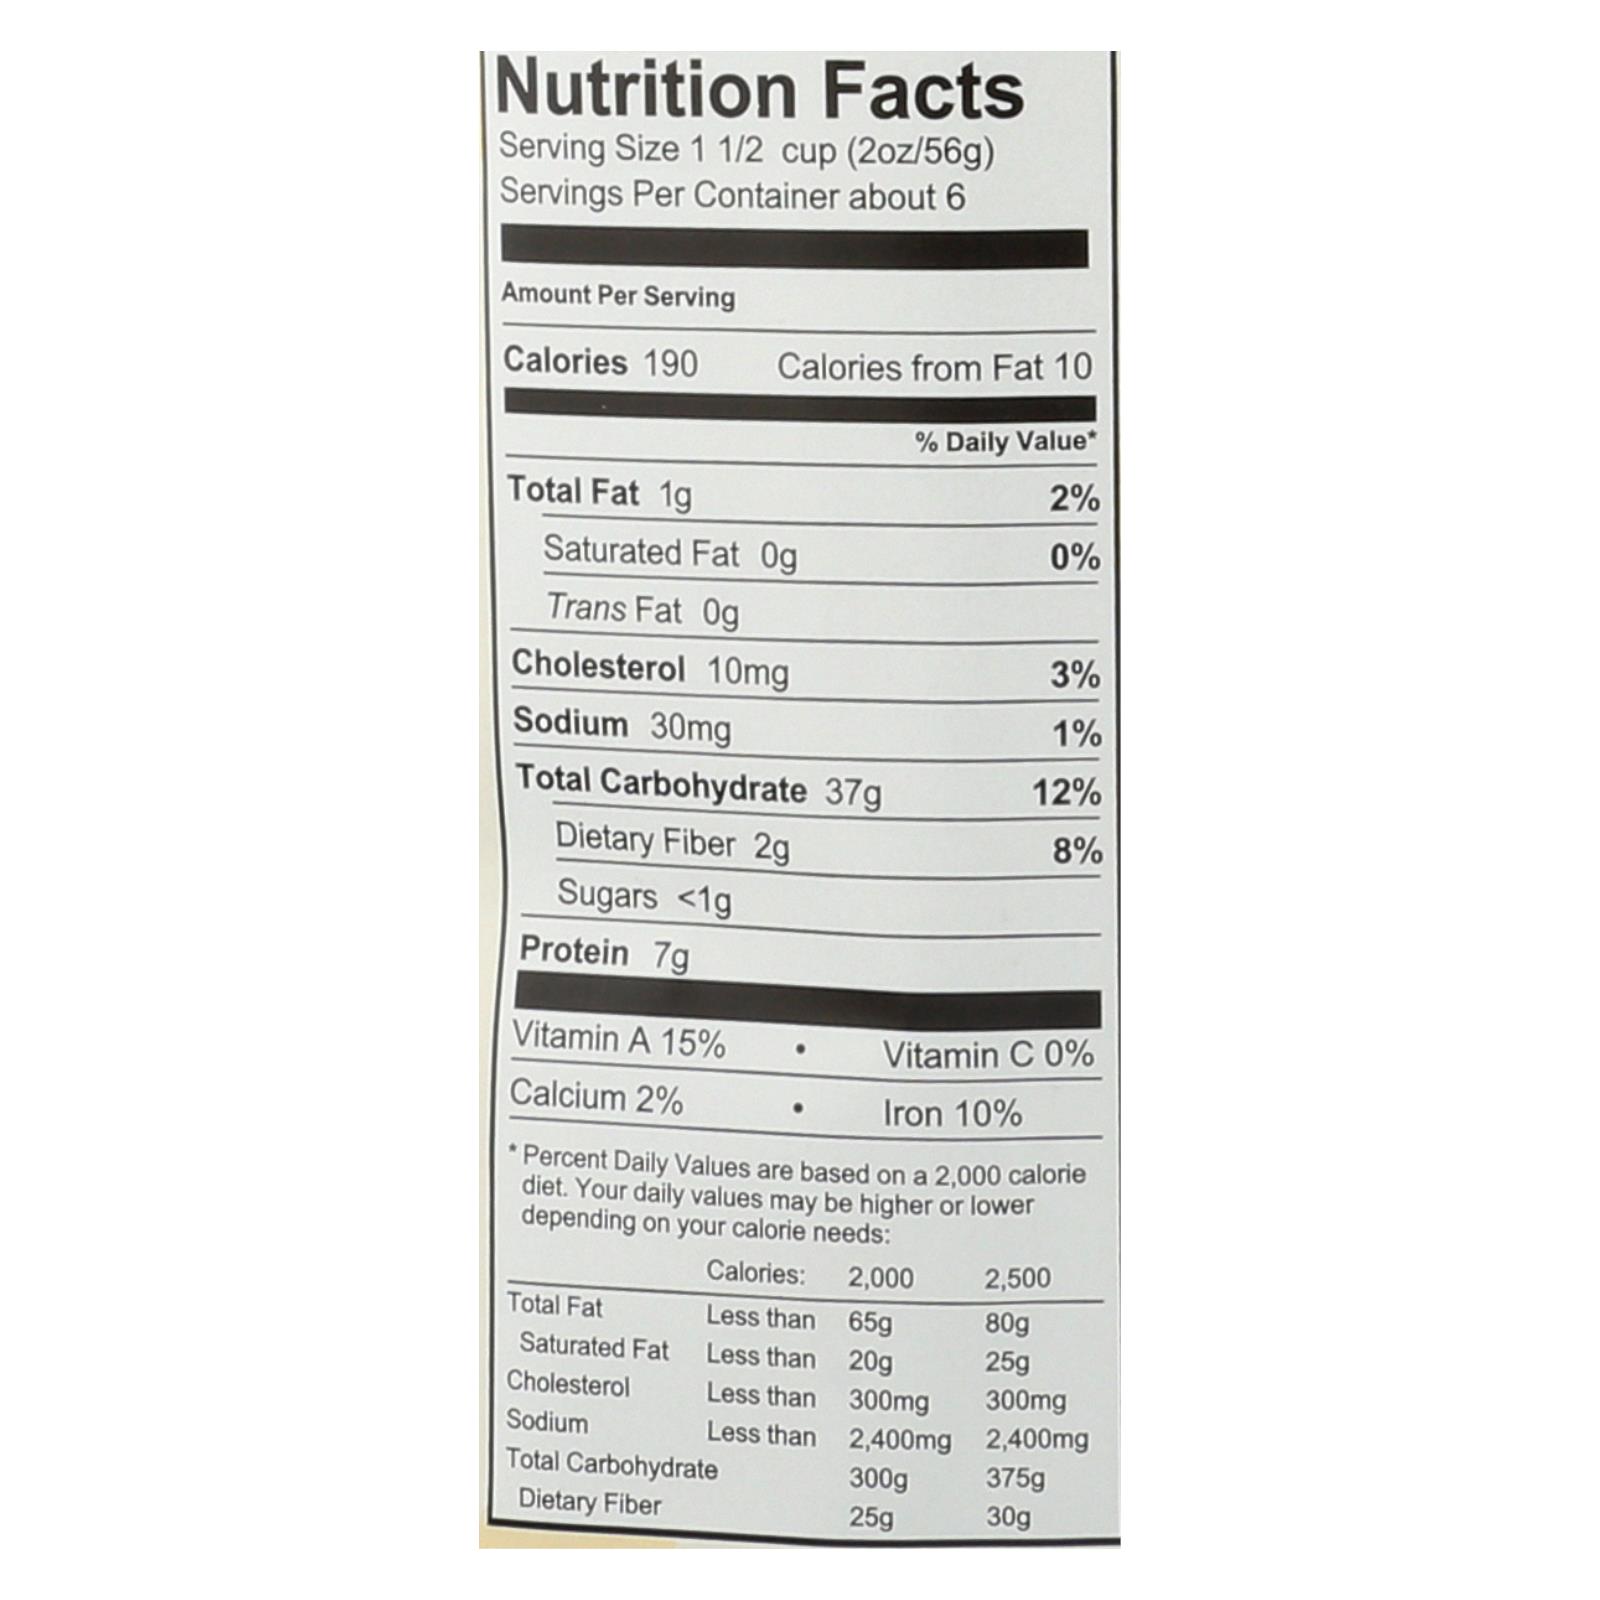 Nutrition Facts
Serving Size 1 1/2 cup (2oz/56g)
Servings Per Container about 6
Amount Per Serving
Calories 190 Calories from Fat 10
% Daily Value*
Total Fat 1g 2%
Saturated Fat 0g 0%
Trans Fat 0g
Cholesterol 10mg 3%
Sodium 30mg 1%
Total Carbohydrate 37g 12%
Dietary Fiber 2g 8%
Sugars <1g
Protein 7g
Vitamin A 15% • Vitamin C 0%
Calcium 2% • Iron 10%
* Percent Daily Values are based on a 2,000 calorie
diet. Your daily values may be higher or lower
depending on your calorie needs:
Calories: 2,000 2,500
Total Fat Less than 65g 80g
Saturated Fat Less than 20g 25g
Cholesterol Less than 300mg 300mg
Sodium Less than 2,400mg 2,400mg
Total Carbohydrate 300g 375g
Dietary Fiber 25g 30g